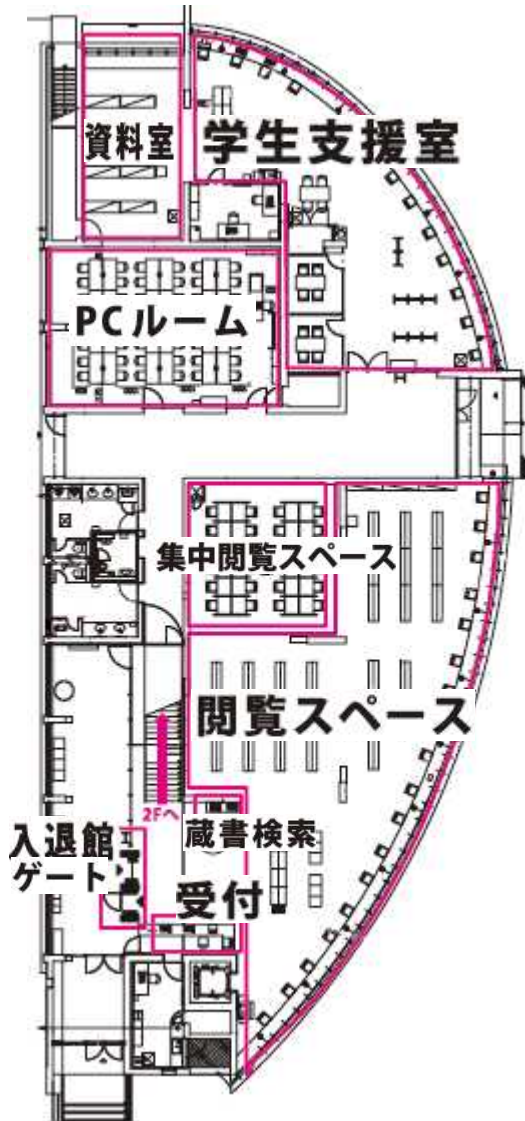 資料室
学生支援室
PCルーム
集中閲覧スペース
閲覧スペース
2Fへ
蔵書検索
入退館
ゲート
受付